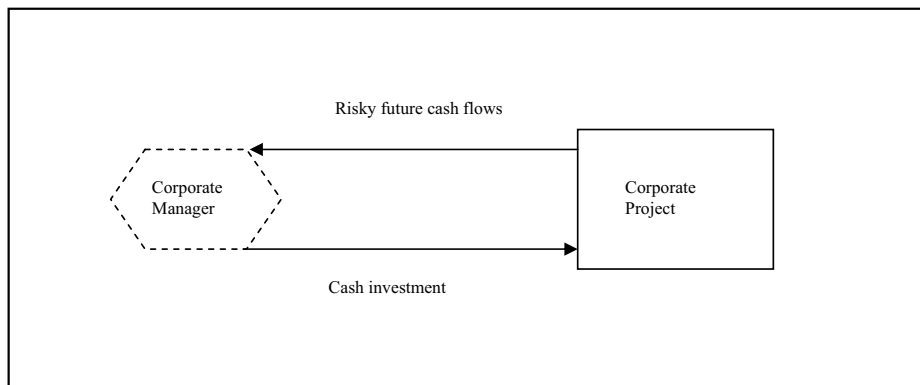 Risky future cash flows
Corporate
Manager
Corporate
Project
Cash investment